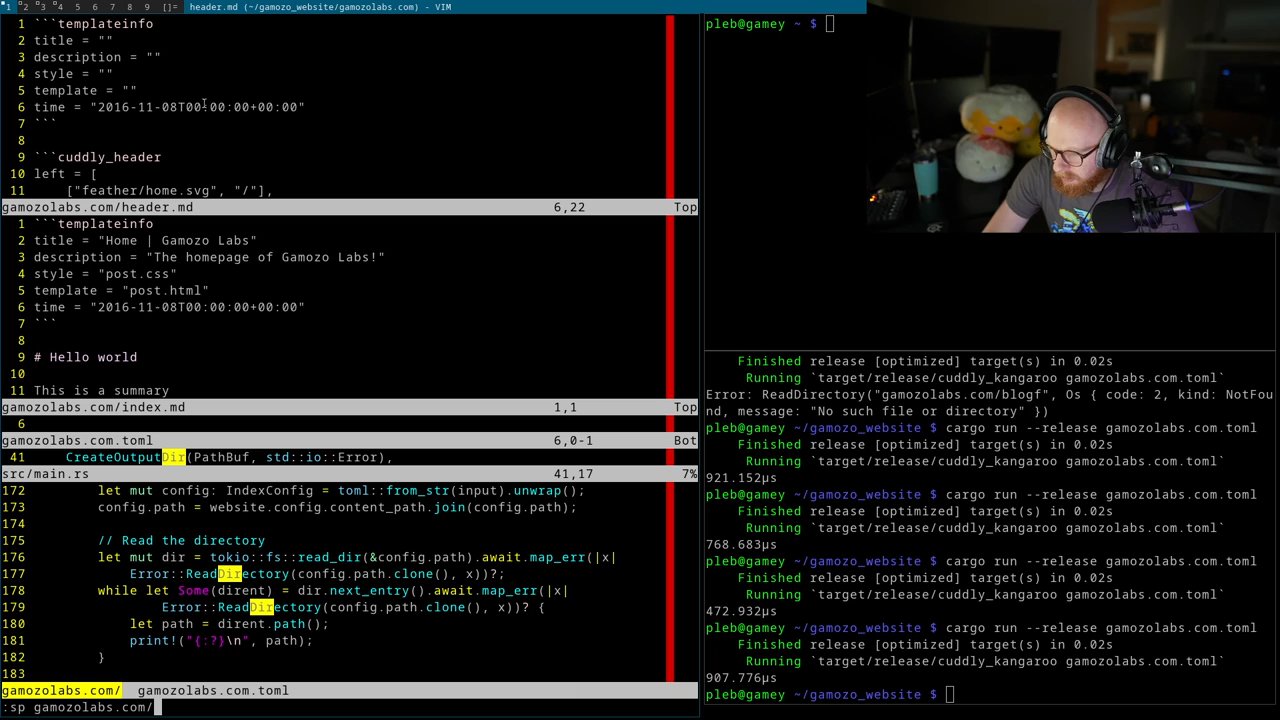 1 2 3 4 5 6 7 8 9 []= header.md (~/gamozo_website/gamozolabs.com) - VIM
1 ```templateinfo
2 title = ""
3 description = ""
4 style = ""
5 template = ""
6 time = "2016-11-08T00:00:00+00:00"
7 ```
8
9 ```cuddly_header
10 left = [
11     ["feather/home.svg", "/"],
gamozolabs.com/header.md 6,22 Top
1 ```templateinfo
2 title = "Home | Gamozo Labs"
3 description = "The homepage of Gamozo Labs!"
4 style = "post.css"
5 template = "post.html"
6 time = "2016-11-08T00:00:00+00:00"
7 ```
8
9 # Hello world
10
11 This is a summary
gamozolabs.com/index.md 1,1 Top
6
gamozolabs.com.toml 6,0-1 Bot
41     CreateOutputDir(PathBuf, std::io::Error),
src/main.rs 41,17 7%
172         let mut config: IndexConfig = toml::from_str(input).unwrap();
173         config.path = website.config.content_path.join(config.path);
174
175         // Read the directory
176         let mut dir = tokio::fs::read_dir(&config.path).await.map_err(|x|
177             Error::ReadDirectory(config.path.clone(), x))?;
178         while let Some(dirent) = dir.next_entry().await.map_err(|x|
179                 Error::ReadDirectory(config.path.clone(), x))? {
180             let path = dirent.path();
181             print!("{:?}\n", path);
182         }
183
gamozolabs.com/  gamozolabs.com.toml
:sp gamozolabs.com/
pleb@gamey ~ $
Finished release [optimized] target(s) in 0.02s
Running `target/release/cuddly_kangaroo gamozolabs.com.toml`
Error: ReadDirectory("gamozolabs.com/blogf", Os { code: 2, kind: NotFou
nd, message: "No such file or directory" })
pleb@gamey ~/gamozo_website $ cargo run --release gamozolabs.com.toml
Finished release [optimized] target(s) in 0.02s
Running `target/release/cuddly_kangaroo gamozolabs.com.toml`
921.152µs
pleb@gamey ~/gamozo_website $ cargo run --release gamozolabs.com.toml
Finished release [optimized] target(s) in 0.02s
Running `target/release/cuddly_kangaroo gamozolabs.com.toml`
768.683µs
pleb@gamey ~/gamozo_website $ cargo run --release gamozolabs.com.toml
Finished release [optimized] target(s) in 0.02s
Running `target/release/cuddly_kangaroo gamozolabs.com.toml`
472.932µs
pleb@gamey ~/gamozo_website $ cargo run --release gamozolabs.com.toml
Finished release [optimized] target(s) in 0.02s
Running `target/release/cuddly_kangaroo gamozolabs.com.toml`
907.776µs
pleb@gamey ~/gamozo_website $